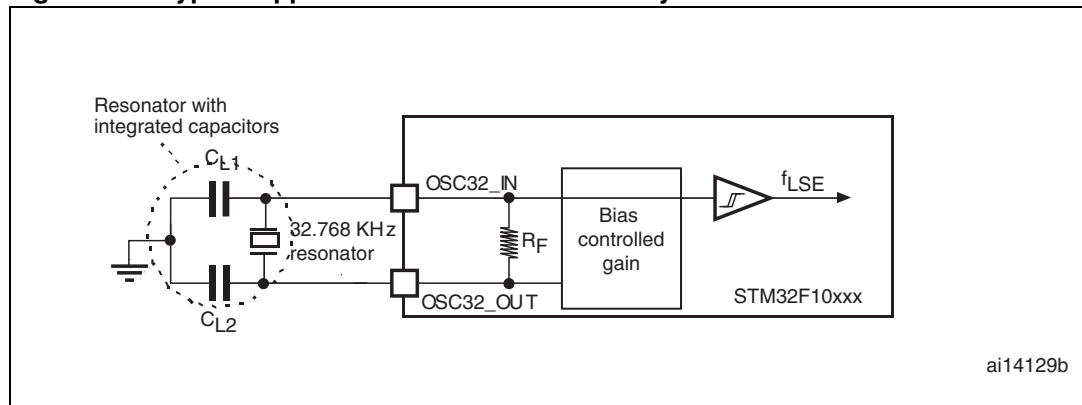 Resonator with
integrated capacitors
CL1
OSC32_IN
fLSE
32.768 KHz
resonator
RF
Bias
controlled
gain
OSC32_OUT
STM32F10xxx
CL2
ai14129b